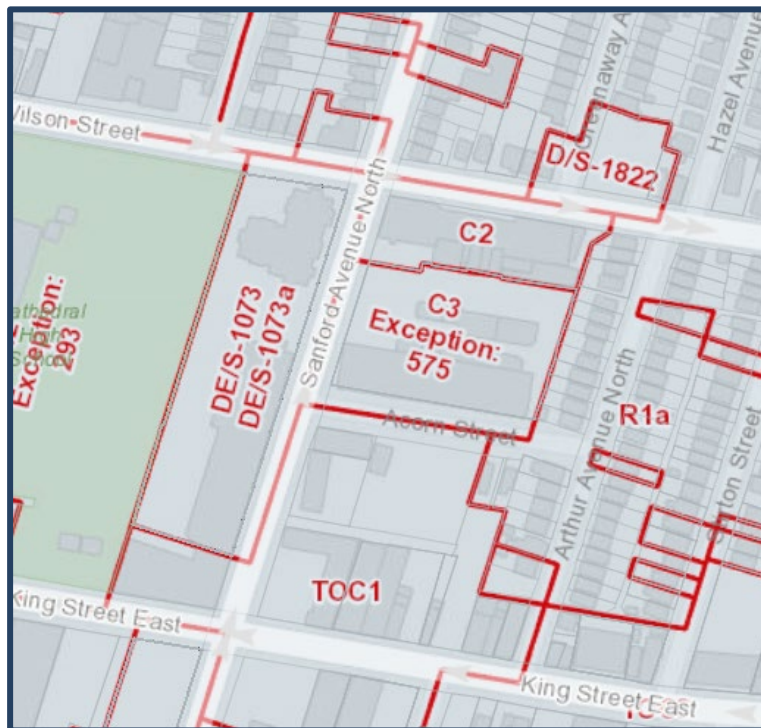 Wilson Street
Greenaway A
Hazel Avenue
D/S-1822
C2
Sanford Avenue North
C3
Exception:
575
DE/S-1073
DE/S-1073a
Exception:
293
athedral
High
School
Acorn Street
R1a
Arthur Avenue North
TOC1
King Street East
King Street East